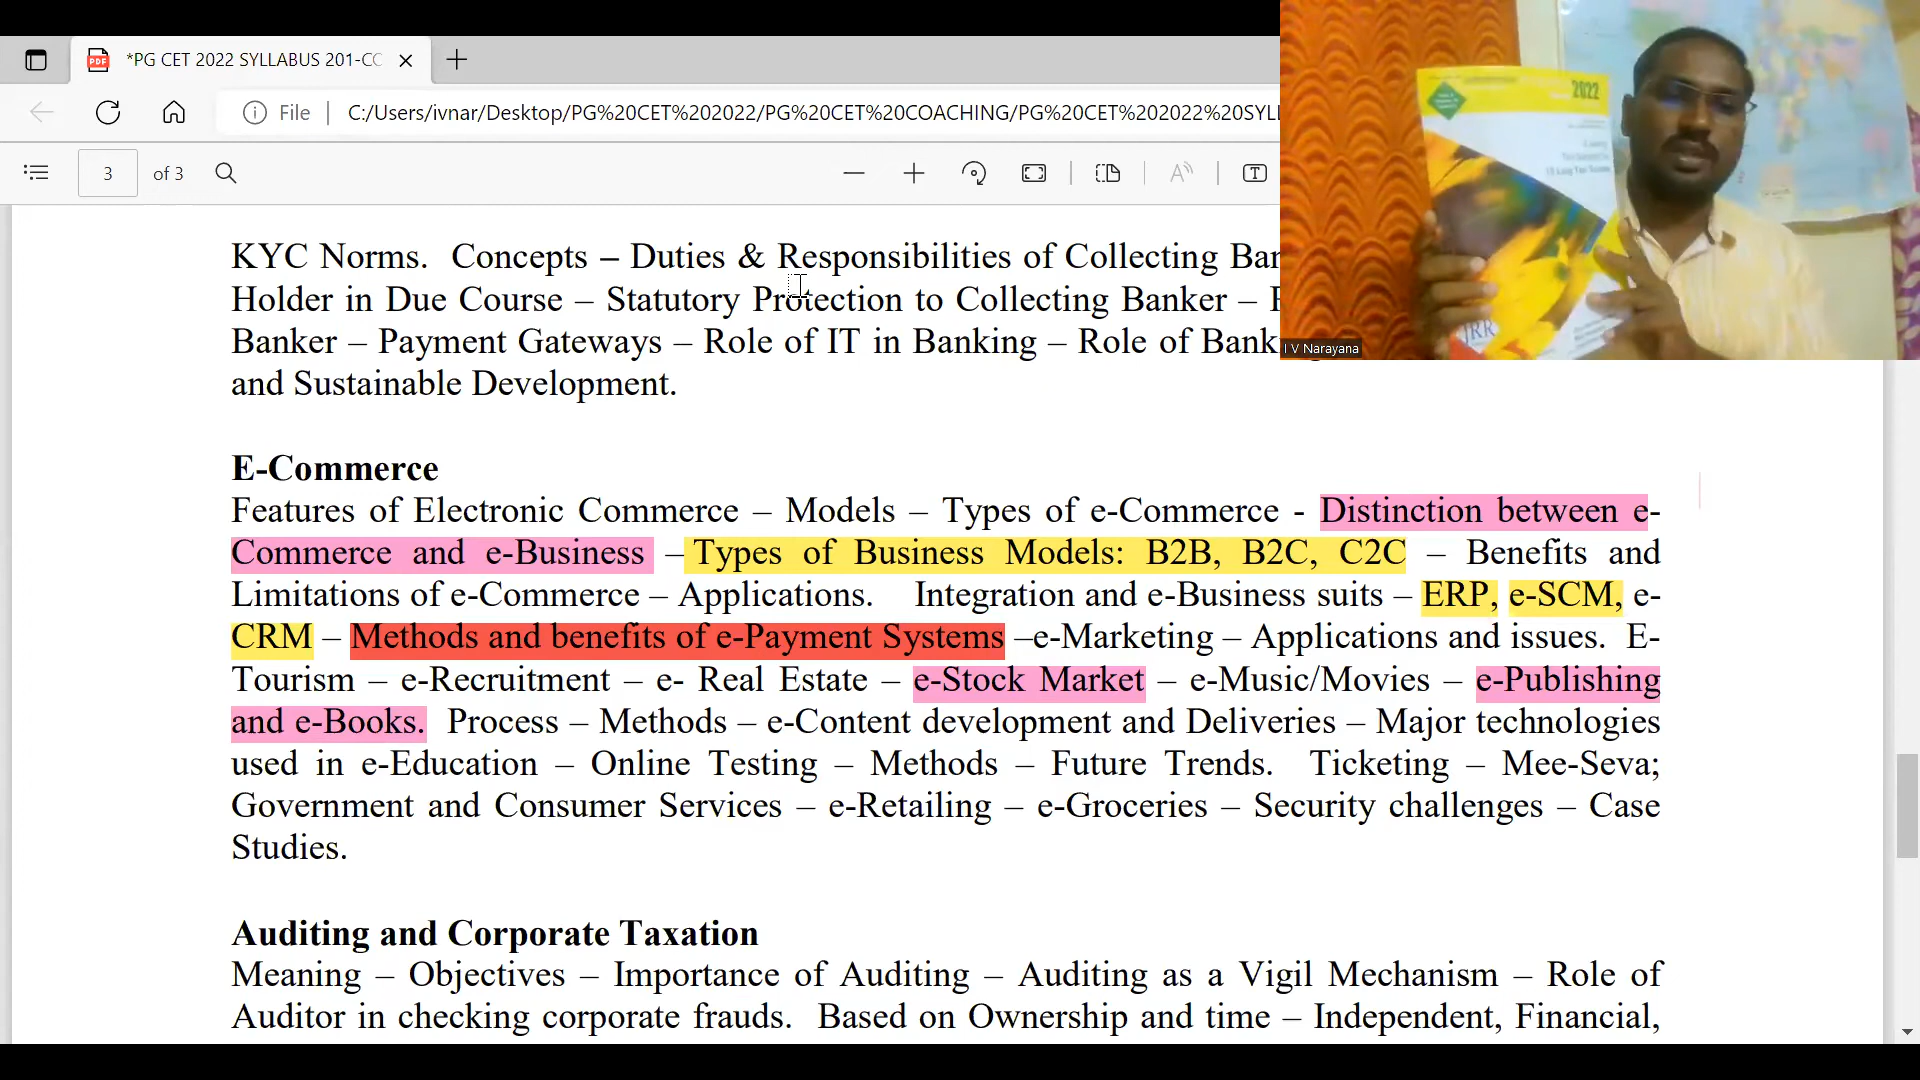 *PG CET 2022 SYLLABUS 201-CC
File C:/Users/ivnar/Desktop/PG%20CET%202022/PG%20CET%20COACHING/PG%20CET%202022%20SYLL
3 of 3
2022
JRR
I V Narayana
KYC Norms. Concepts – Duties & Responsibilities of Collecting
Holder in Due Course – Statutory Protection to Collecting Banker –
Banker – Payment Gateways – Role of IT in Banking – Role of
and Sustainable Development.
E-Commerce
Features of Electronic Commerce – Models – Types of e-Commerce - Distinction between e-
Commerce and e-Business – Types of Business Models: B2B, B2C, C2C – Benefits and
Limitations of e-Commerce – Applications. Integration and e-Business suits – ERP, e-SCM, e-
CRM – Methods and benefits of e-Payment Systems –e-Marketing – Applications and issues. E-
Tourism – e-Recruitment – e- Real Estate – e-Stock Market – e-Music/Movies – e-Publishing
and e-Books. Process – Methods – e-Content development and Deliveries – Major technologies
used in e-Education – Online Testing – Methods – Future Trends. Ticketing – Mee-Seva;
Government and Consumer Services – e-Retailing – e-Groceries – Security challenges – Case
Studies.
Auditing and Corporate Taxation
Meaning – Objectives – Importance of Auditing – Auditing as a Vigil Mechanism – Role of
Auditor in checking corporate frauds. Based on Ownership and time – Independent, Financial,